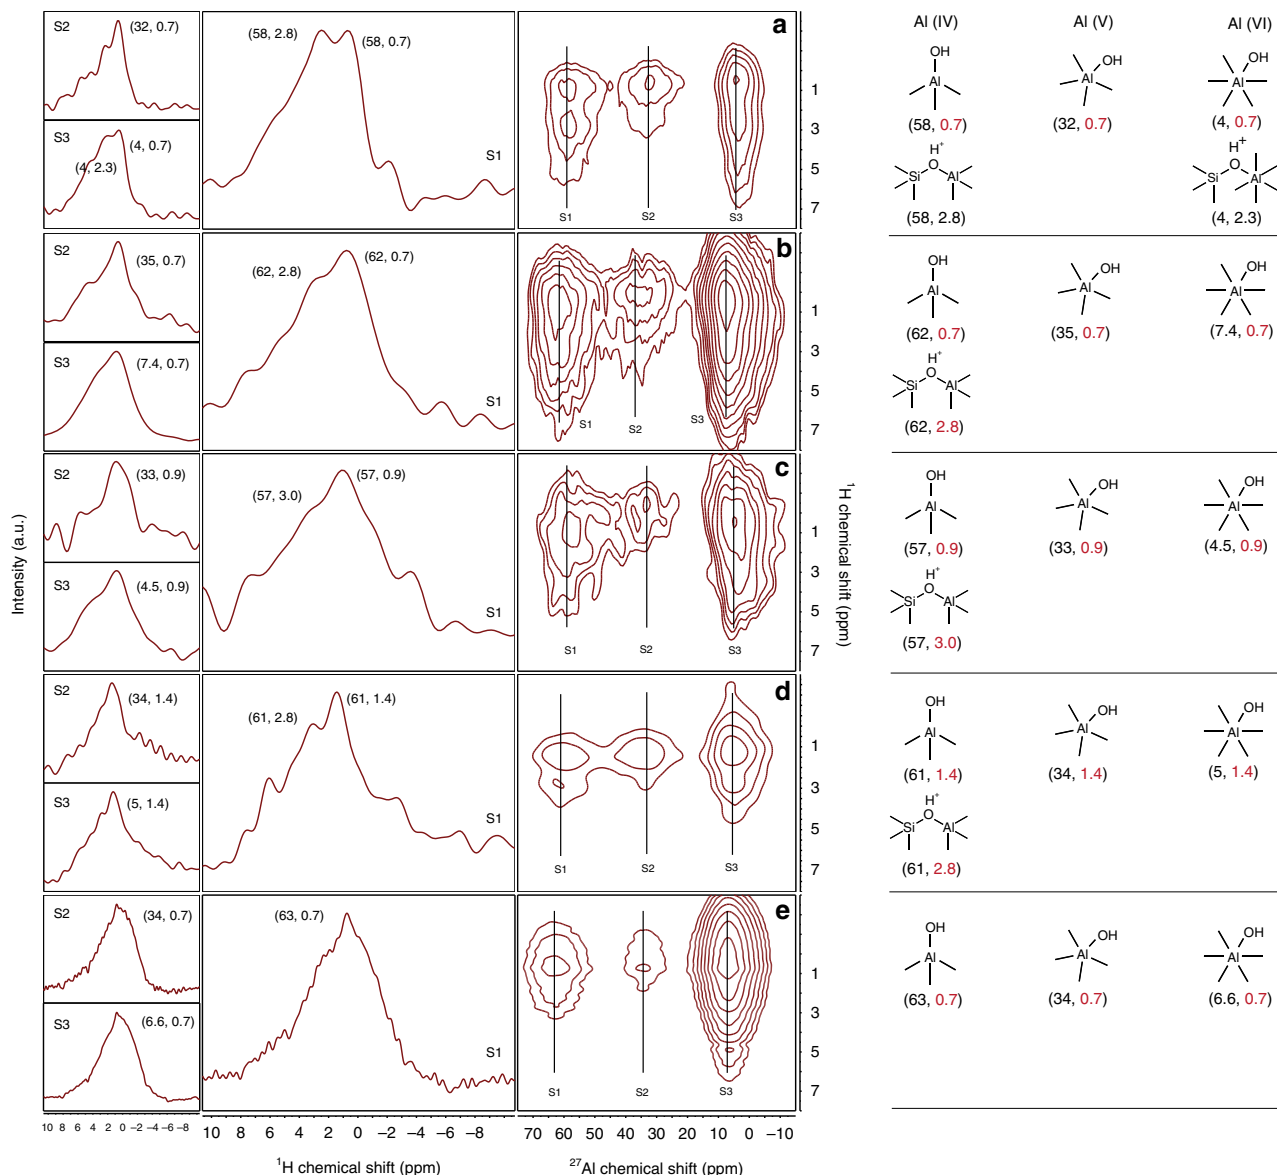 S2
(32, 0.7)
S3
(4, 0.7)
(4, 2.3)
(58, 2.8)
(58, 0.7)
S1
a
S1
S2
S3
1
3
5
7
Al (IV)
Al (V)
Al (VI)
OH
Al
(58, 0.7)
OH
Al
(32, 0.7)
OH
Al
(4, 0.7)
H+
O
Si
Al
(58, 2.8)
H+
O
Si
Al
(4, 2.3)
S2
(35, 0.7)
S3
(7.4, 0.7)
(62, 2.8)
(62, 0.7)
S1
b
S1
S2
S3
1
3
5
7
OH
Al
(62, 0.7)
OH
Al
(35, 0.7)
OH
Al
(7.4, 0.7)
H+
O
Si
Al
(62, 2.8)
S2
(33, 0.9)
S3
(4.5, 0.9)
(57, 3.0)
(57, 0.9)
S1
c
S1
S2
S3
1
3
5
7
OH
Al
(57, 0.9)
OH
Al
(33, 0.9)
OH
Al
(4.5, 0.9)
H+
O
Si
Al
(57, 3.0)
S2
(34, 1.4)
S3
(5, 1.4)
(61, 2.8)
(61, 1.4)
S1
d
S1
S2
S3
1
3
5
7
OH
Al
(61, 1.4)
OH
Al
(34, 1.4)
OH
Al
(5, 1.4)
H+
O
Si
Al
(61, 2.8)
S2
(34, 0.7)
S3
(6.6, 0.7)
(63, 0.7)
S1
e
S1
S2
S3
1
3
5
7
OH
Al
(63, 0.7)
OH
Al
(34, 0.7)
OH
Al
(6.6, 0.7)
Intensity (a.u.)
1H chemical shift (ppm)
10 8 6 4 2 0 −2 −4 −6 −8
10 8 6 4 2 0 −2 −4 −6 −8
70 60 50 40 30 20 10 0 −10
1H chemical shift (ppm)
27Al chemical shift (ppm)